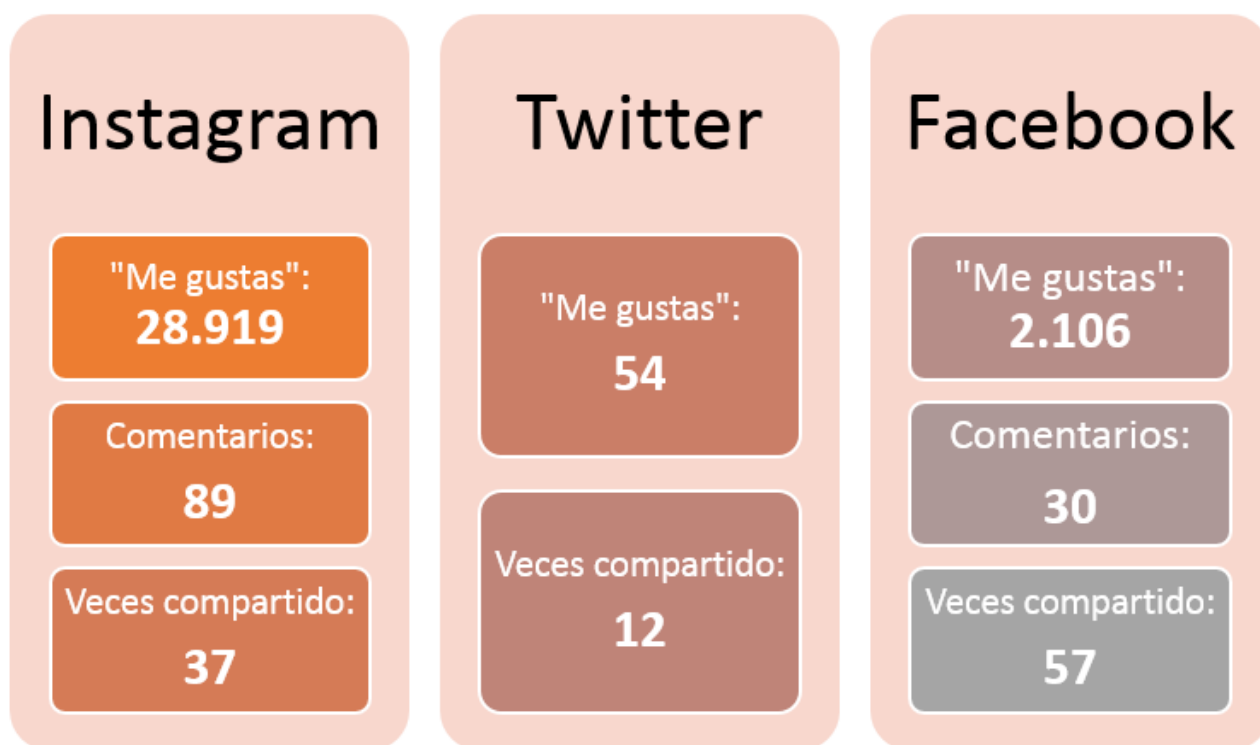 Instagram
"Me gustas":
28.919
Comentarios:
89
Veces compartido:
37
Twitter
"Me gustas":
54
Veces compartido:
12
Facebook
"Me gustas":
2.106
Comentarios:
30
Veces compartido:
57